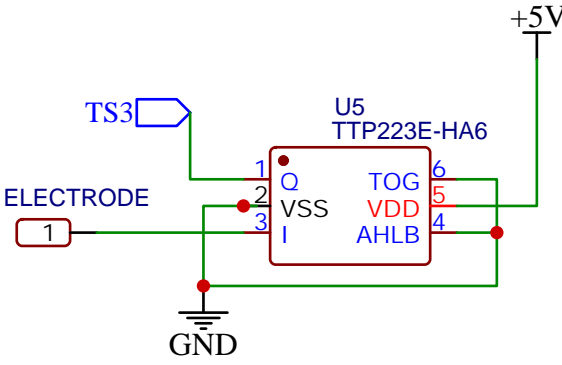 +5V
TS3
U5
TTP223E-HA6
1
Q
TOG
6
2
VSS
VDD
5
3
I
AHLB
4
ELECTRODE
1
GND